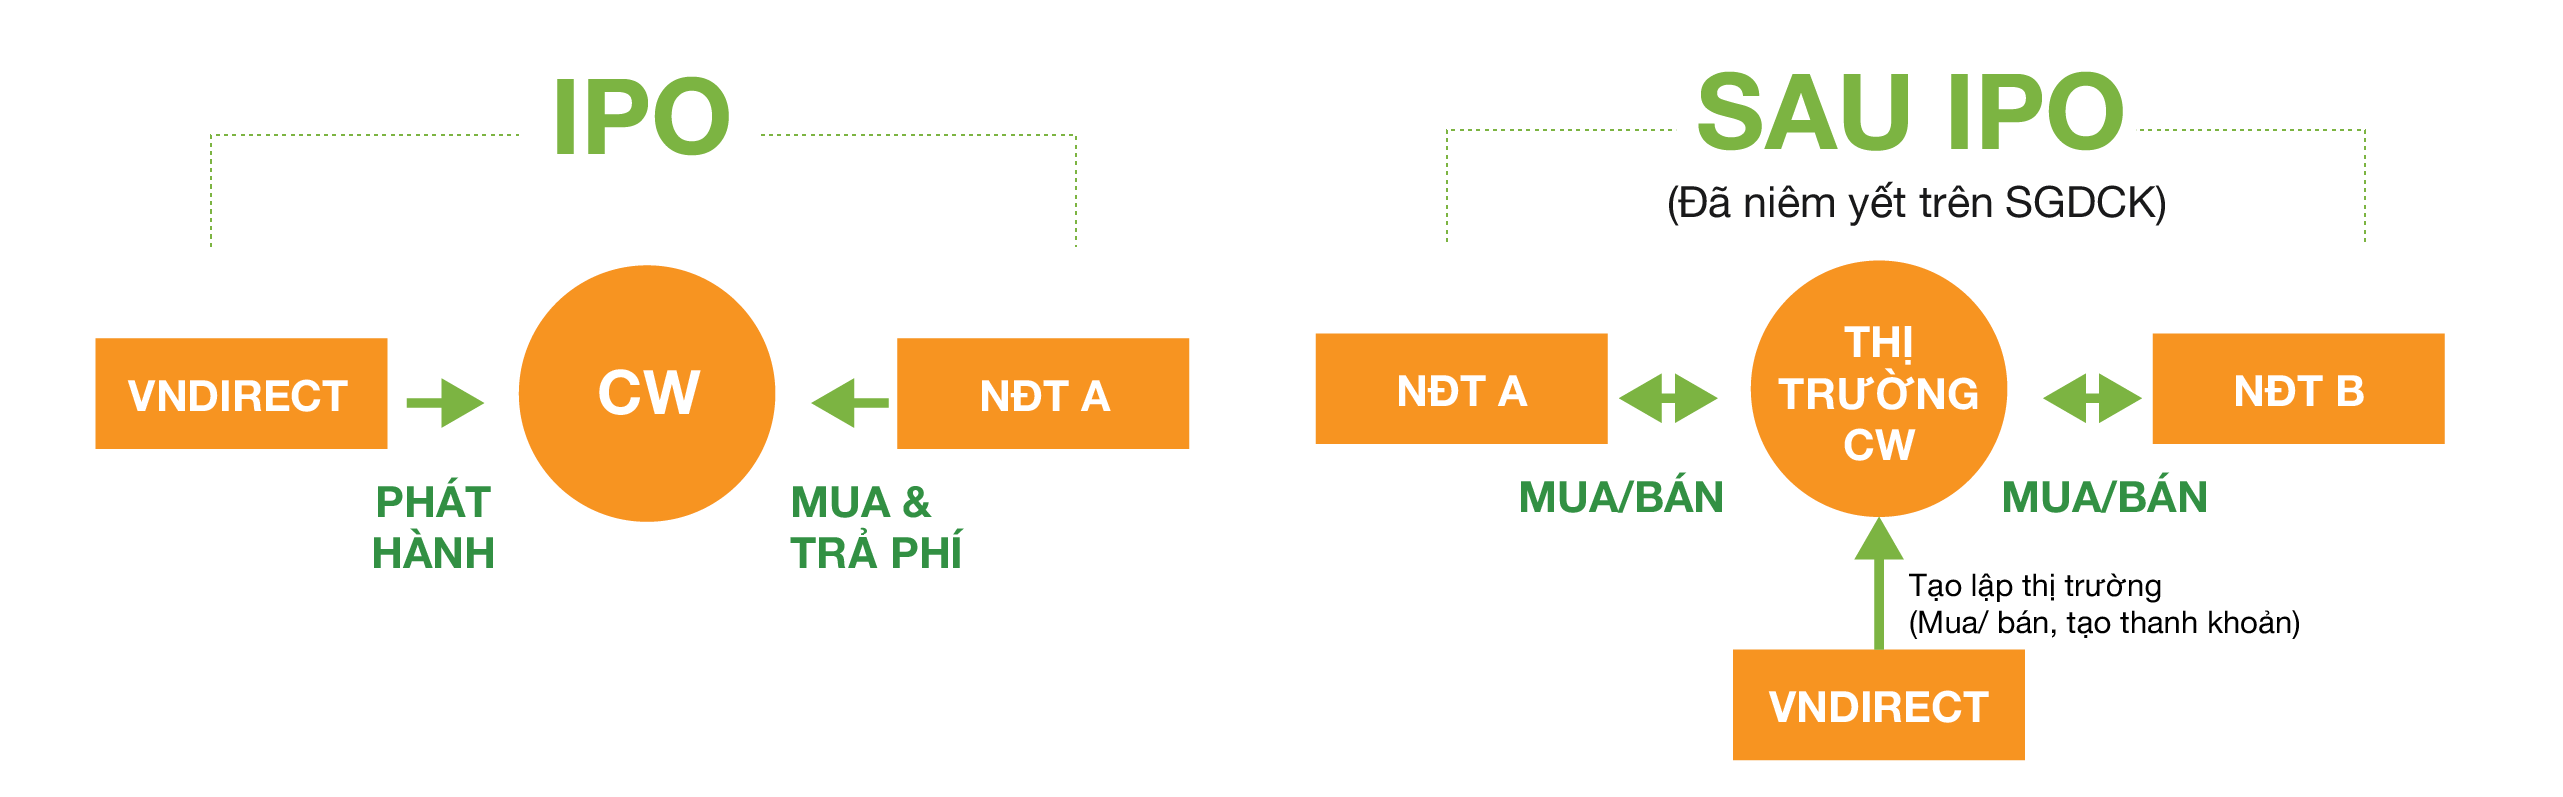 IPO
VNDIRECT
CW
NĐT A
PHÁT
HÀNH
MUA &
TRẢ PHÍ
SAU IPO
(Đã niêm yết trên SGDCK)
NĐT A
THỊ
TRƯỜNG
CW
NĐT B
MUA/BÁN
MUA/BÁN
Tạo lập thị trường
(Mua/ bán, tạo thanh khoản)
VNDIRECT